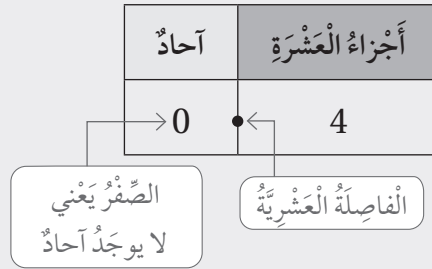 آحادٌ أَجْزاءُ الْعَشْرَةِ
0 4
الصِّفْرُ يَعْني
لا يوجَدُ آحادٌ
الْفاصِلَةُ الْعَشْرِيَّةُ